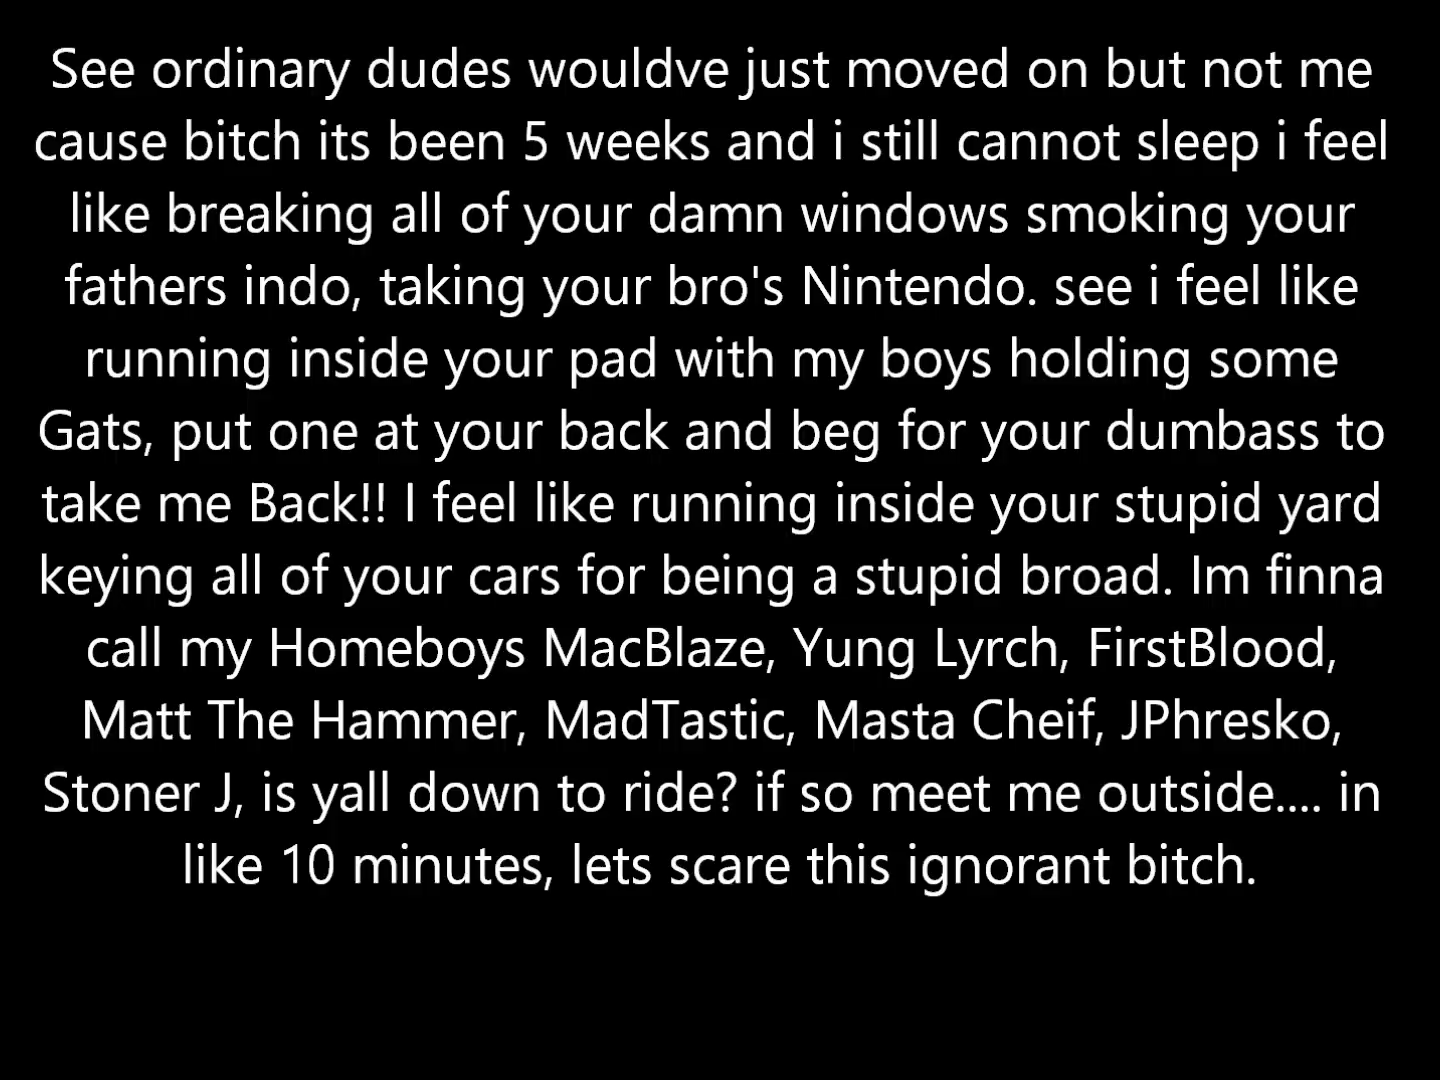 See ordinary dudes wouldve just moved on but not me
cause bitch its been 5 weeks and i still cannot sleep i feel
like breaking all of your damn windows smoking your
fathers indo, taking your bro's Nintendo. see i feel like
running inside your pad with my boys holding some
Gats, put one at your back and beg for your dumbass to
take me Back!! I feel like running inside your stupid yard
keying all of your cars for being a stupid broad. Im finna
call my Homeboys MacBlaze, Yung Lyrch, FirstBlood,
Matt The Hammer, MadTastic, Masta Cheif, JPhresko,
Stoner J, is yall down to ride? if so meet me outside.... in
like 10 minutes, lets scare this ignorant bitch.